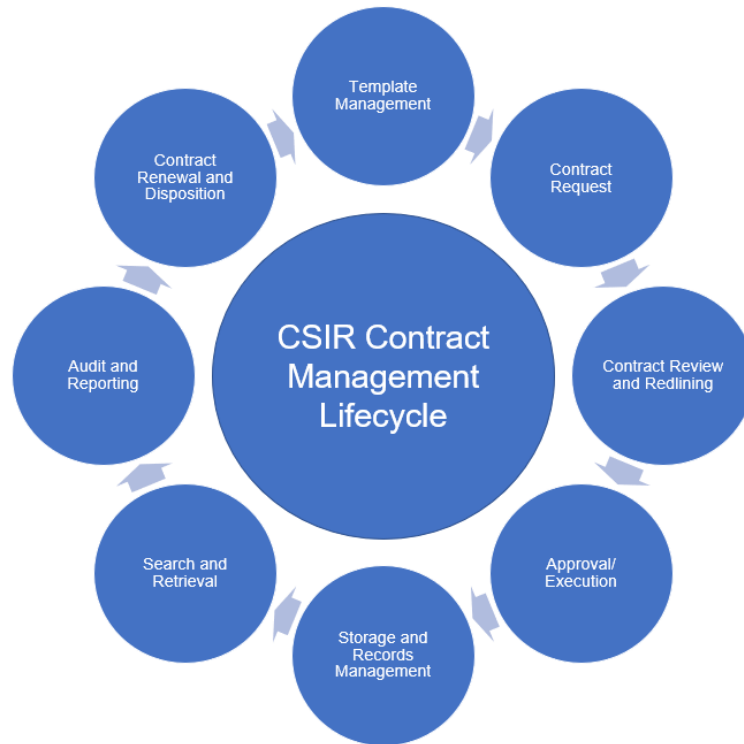 Template
Management
Contract
Request
Contract Review
and Redlining
Approval/
Execution
Storage and
Records
Management
Search and
Retrieval
Audit and
Reporting
Contract
Renewal and
Disposition
CSIR Contract
Management
Lifecycle